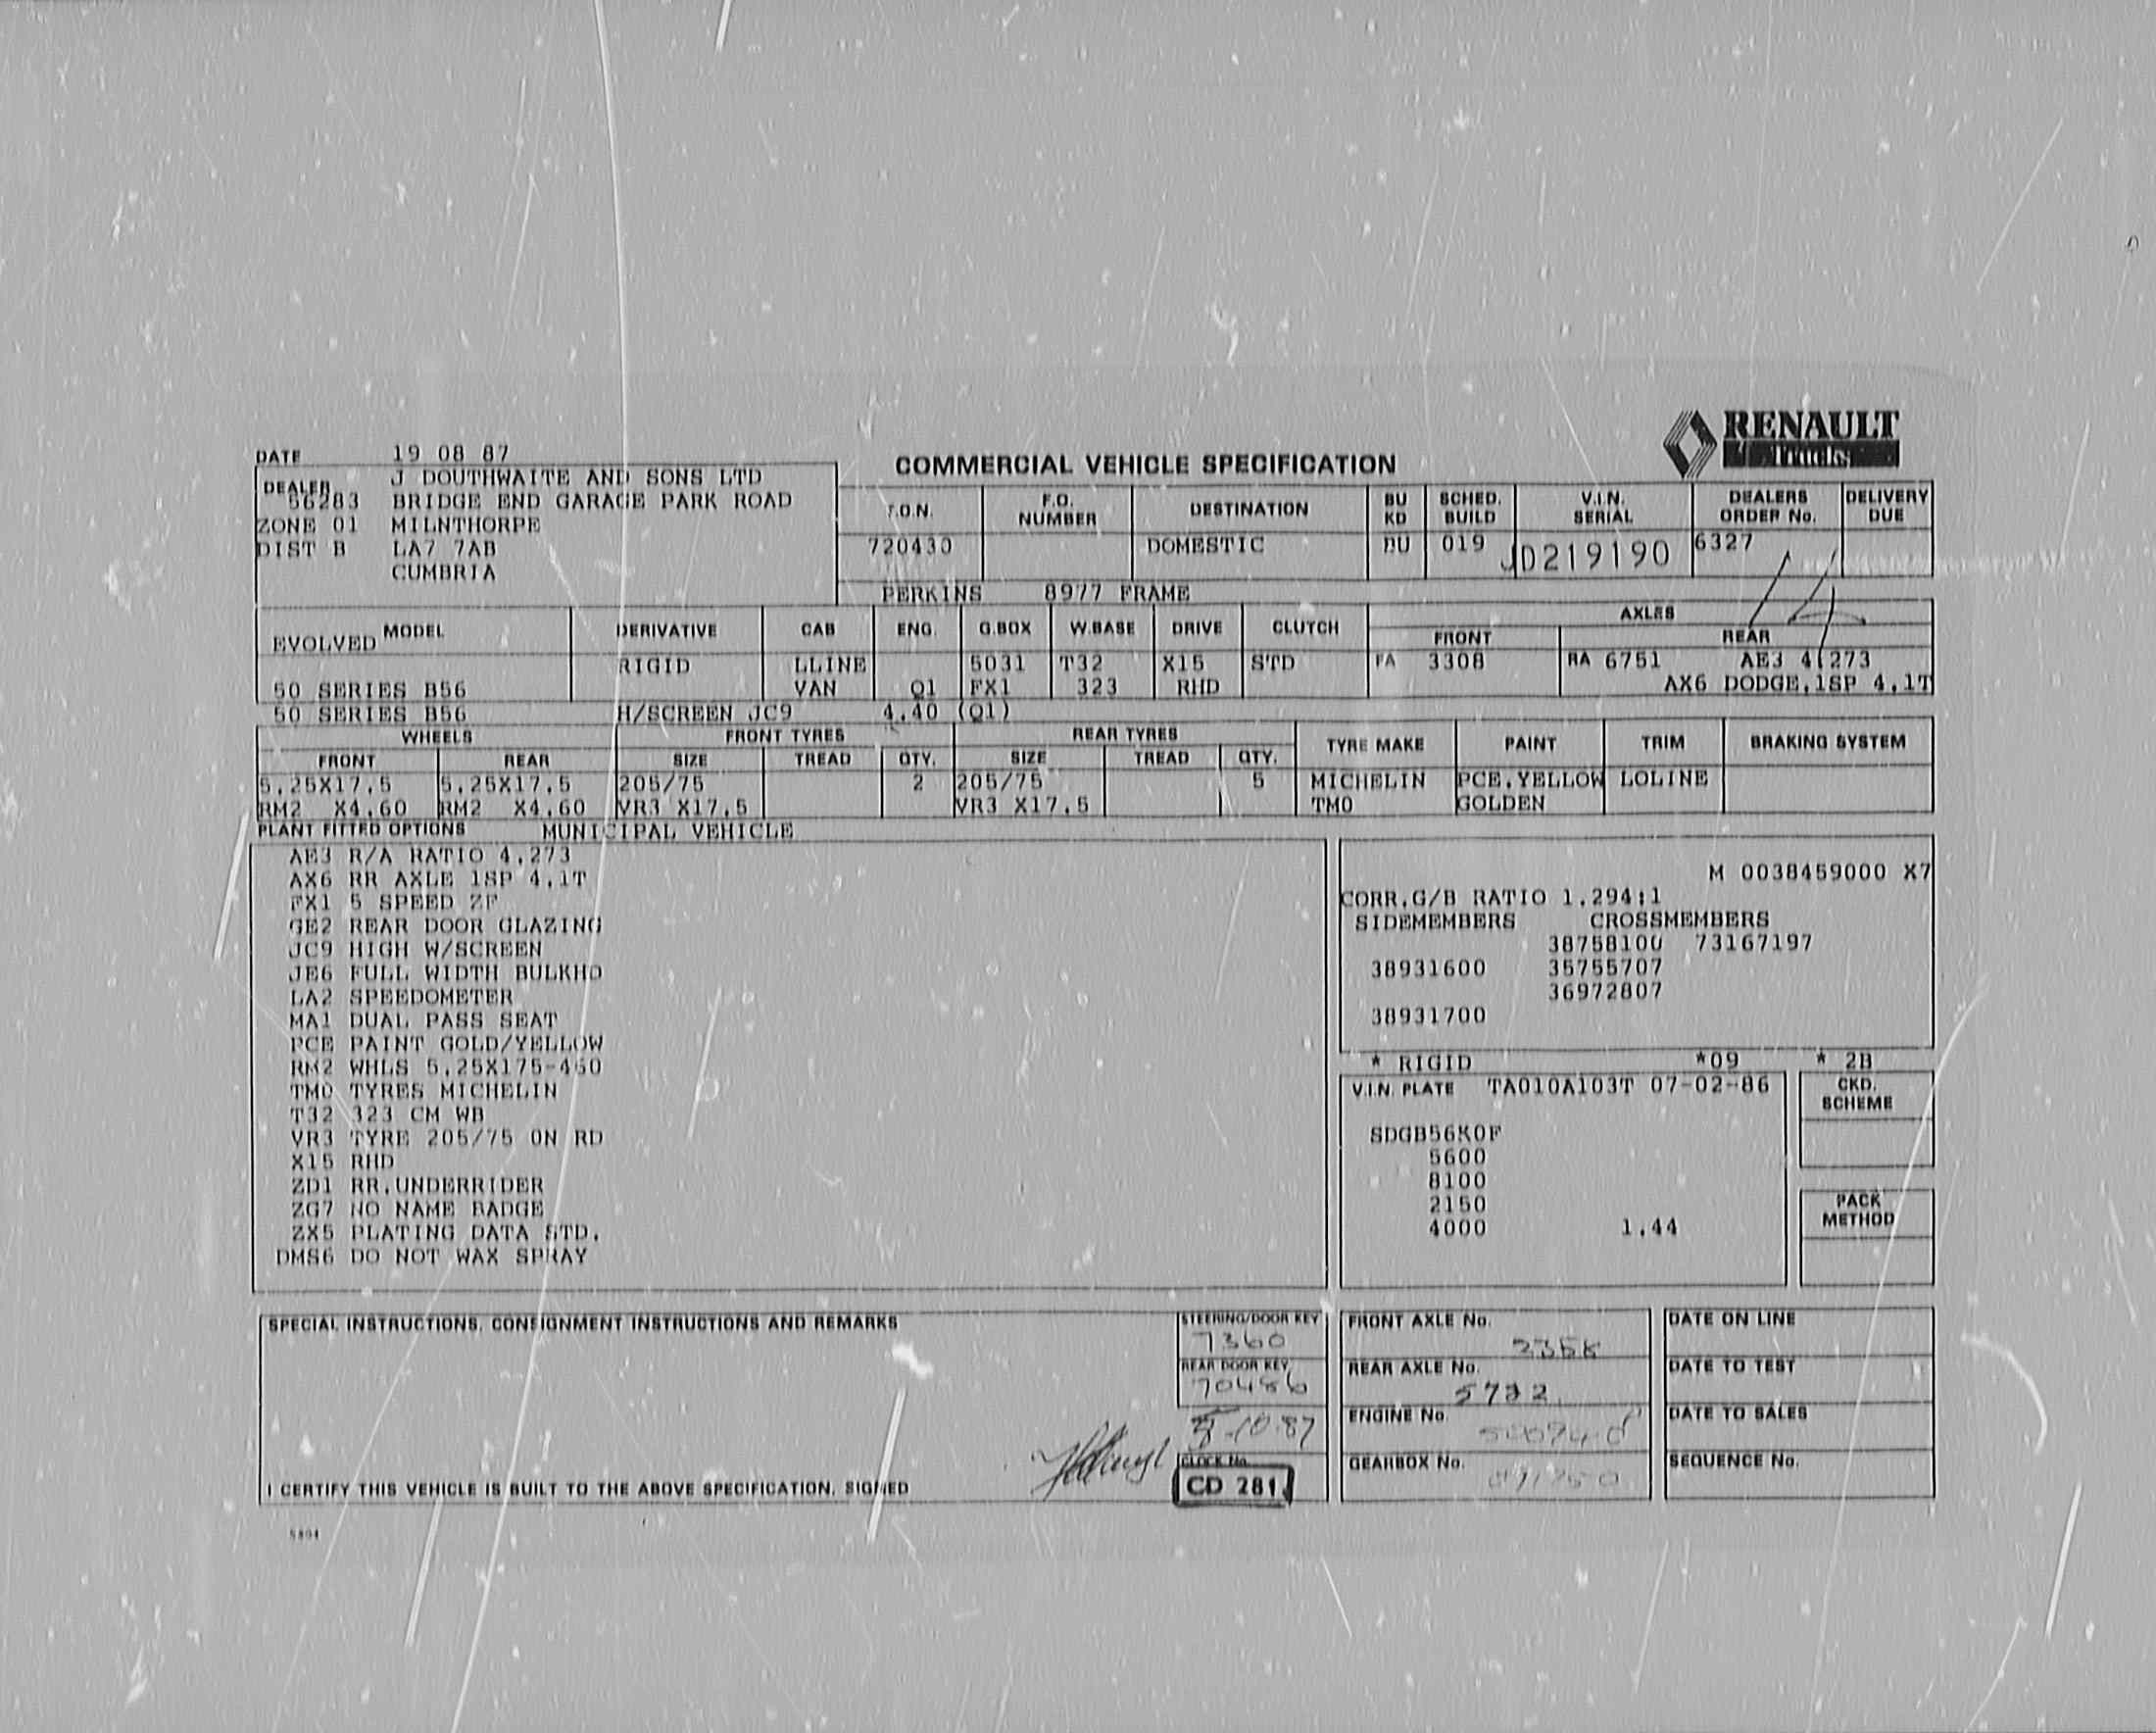 RENAULT
Trucks
DATE 19 08 87
COMMERCIAL VEHICLE SPECIFICATION
DEALER J DOUTHWAITE AND SONS LTD
56283 BRIDGE END GARAGE PARK ROAD
ZONE 01 MILNTHORPE
DIST B LA7 7AB
CUMBRIA
T.O.N. F.O. NUMBER DESTINATION BU KD SCHED. BUILD V.I.N. SERIAL DEALERS ORDER No. DELIVERY DUE
720430 DOMESTIC BU 019 JD219190 6327
PERKINS 8977 FRAME
MODEL DERIVATIVE CAB ENG. G.BOX W.BASE DRIVE CLUTCH AXLES
FRONT REAR
EVOLVED
RIGID LLINE 5031 T32 X15 STD FA 3308 RA 6751 AE3 4.273
50 SERIES B56 VAN Q1 FX1 323 RHD AX6 DODGE.1SP 4.1T
50 SERIES B56 H/SCREEN JC9 4.40 (Q1)
WHEELS FRONT TYRES REAR TYRES TYRE MAKE PAINT TRIM BRAKING SYSTEM
FRONT REAR SIZE TREAD QTY. SIZE TREAD QTY.
5.25X17.5 5.25X17.5 205/75 2 205/75 5 MICHELIN PCE.YELLOW LOLINE
RM2 X4.60 RM2 X4.60 VR3 X17.5 VR3 X17.5 TM0 GOLDEN
PLANT FITTED OPTIONS MUNICIPAL VEHICLE
AE3 R/A RATIO 4.273
AX6 RR AXLE 1SP 4.1T
FX1 5 SPEED ZF
GE2 REAR DOOR GLAZING
JC9 HIGH W/SCREEN
JE6 FULL WIDTH BULKHD
LA2 SPEEDOMETER
MA1 DUAL PASS SEAT
PCE PAINT GOLD/YELLOW
RM2 WHLS 5.25X175-460
TM0 TYRES MICHELIN
T32 323 CM WB
VR3 TYRE 205/75 ON RD
X15 RHD
ZD1 RR.UNDERRIDER
ZG7 NO NAME BADGE
ZX5 PLATING DATA STD.
DMS6 DO NOT WAX SPRAY
M 0038459000 X7
CORR.G/B RATIO 1.294:1
SIDEMEMBERS CROSSMEMBERS
38758100 73167197
38931600 35755707
36972807
38931700
* RIGID *09 * 2B
V.I.N. PLATE TA010A103T 07-02-86
SDGB56K0F
5600
8100
2150
4000 1.44
CKD. SCHEME
PACK METHOD
SPECIAL INSTRUCTIONS, CONSIGNMENT INSTRUCTIONS AND REMARKS
STEERING/DOOR KEY
7360
REAR DOOR KEY
70486
5-10-87
CLOCK No.
CD 281
I CERTIFY THIS VEHICLE IS BUILT TO THE ABOVE SPECIFICATION. SIGNED
FRONT AXLE No.
REAR AXLE No.
5732
ENGINE No.
GEARBOX No.
DATE ON LINE
DATE TO TEST
DATE TO SALES
SEQUENCE No.